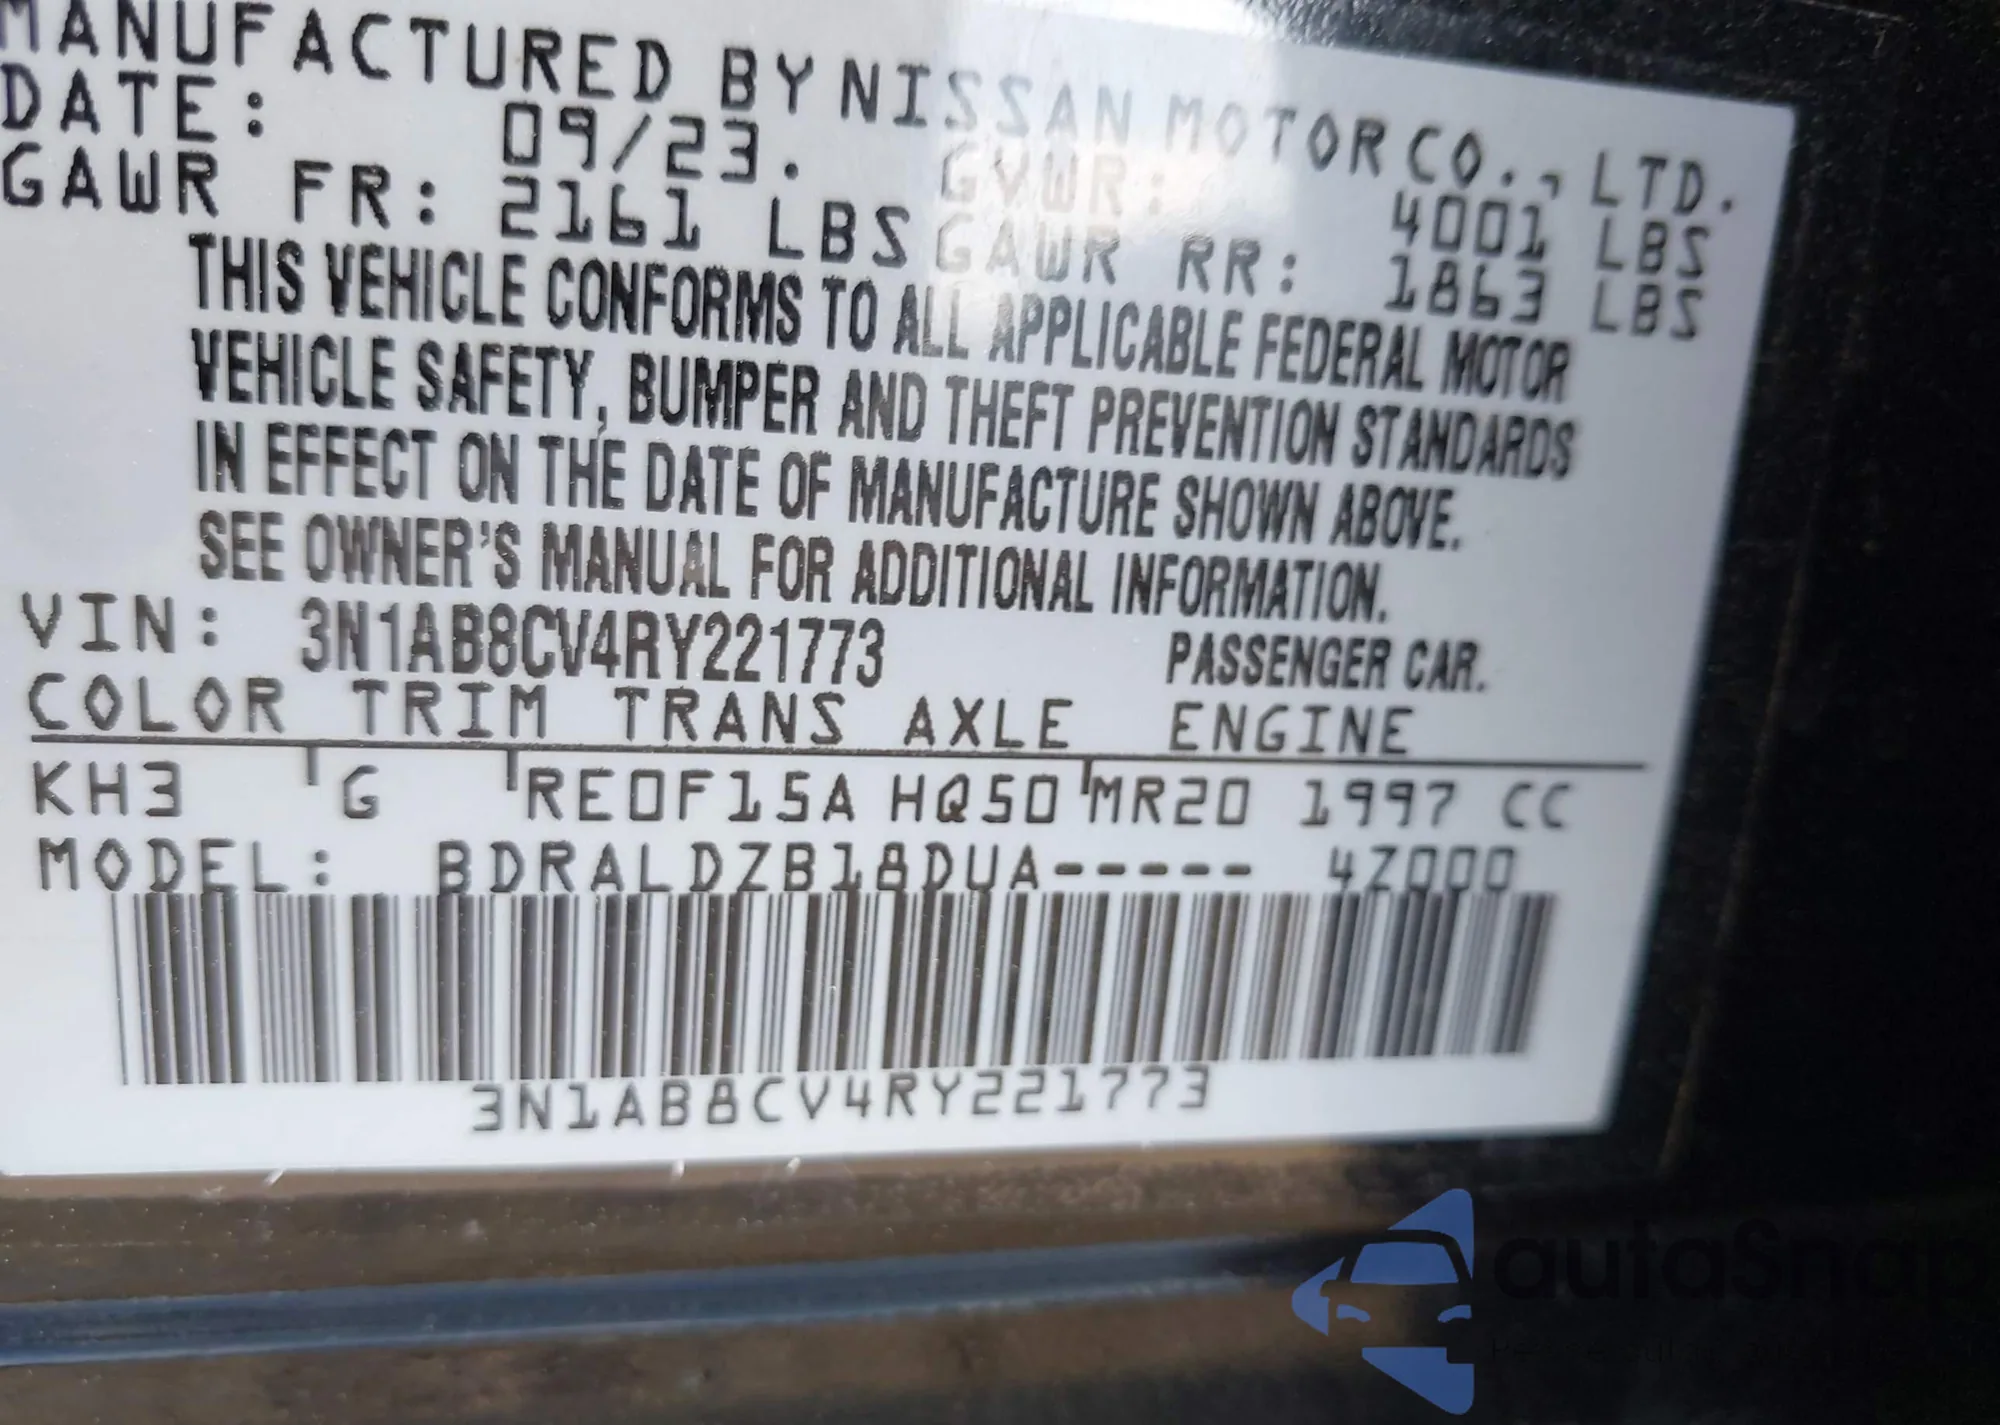 MANUFACTURED BY NISSAN MOTOR CO., LTD.
DATE: 09/23. GVWR: 4001 LBS
GAWR FR: 2161 LBS GAWR RR: 1863 LBS
THIS VEHICLE CONFORMS TO ALL APPLICABLE FEDERAL MOTOR
VEHICLE SAFETY, BUMPER AND THEFT PREVENTION STANDARDS
IN EFFECT ON THE DATE OF MANUFACTURE SHOWN ABOVE.
SEE OWNER'S MANUAL FOR ADDITIONAL INFORMATION.
VIN: 3N1AB8CV4RY221773 PASSENGER CAR.
COLOR TRIM TRANS AXLE ENGINE
KH3 G RE0F15A HQ50 MR20 1997 CC
MODEL: BDRALDZB18DUA----- 4Z000
3N1AB8CV4RY221773
autaSnap